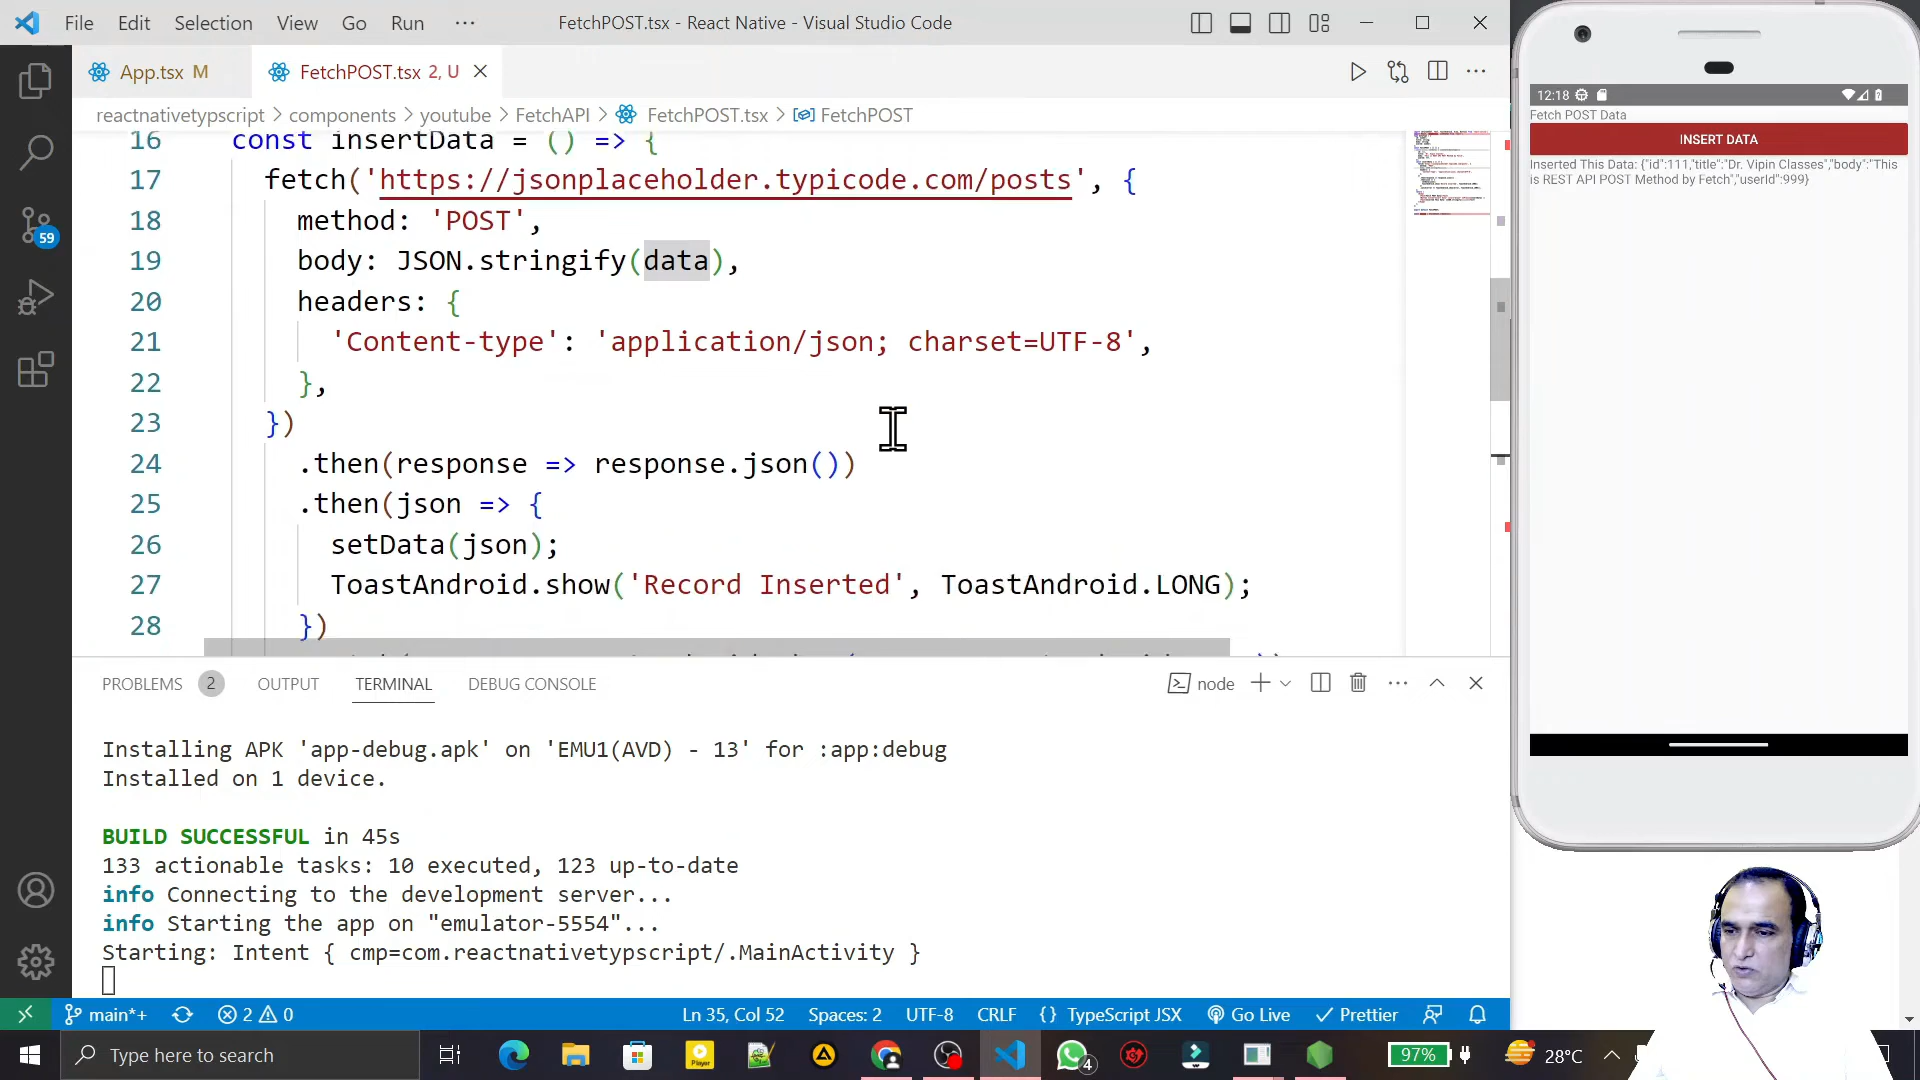 File Edit Selection View Go Run ··· FetchPOST.tsx - React Native - Visual Studio Code
App.tsx M FetchPOST.tsx 2, U
reactnativetypscript > components > youtube > FetchAPI > FetchPOST.tsx > FetchPOST
16 const insertData = () => {
17 fetch('https://jsonplaceholder.typicode.com/posts', {
18 method: 'POST',
19 body: JSON.stringify(data),
20 headers: {
21 'Content-type': 'application/json; charset=UTF-8',
22 },
23 })
24 .then(response => response.json())
25 .then(json => {
26 setData(json);
27 ToastAndroid.show('Record Inserted', ToastAndroid.LONG);
28 })
PROBLEMS 2 OUTPUT TERMINAL DEBUG CONSOLE node
Installing APK 'app-debug.apk' on 'EMU1(AVD) - 13' for :app:debug
Installed on 1 device.
BUILD SUCCESSFUL in 45s
133 actionable tasks: 10 executed, 123 up-to-date
info Connecting to the development server...
info Starting the app on "emulator-5554"...
Starting: Intent { cmp=com.reactnativetypscript/.MainActivity }
59
main*+ 2 0 Ln 35, Col 52 Spaces: 2 UTF-8 CRLF {} TypeScript JSX Go Live Prettier
Type here to search
Player
4
97%
28°C
12:18
Fetch POST Data
INSERT DATA
Inserted This Data: {"id":111,"title":"Dr. Vipin Classes","body":"This
is REST API POST Method by Fetch","userId":999}